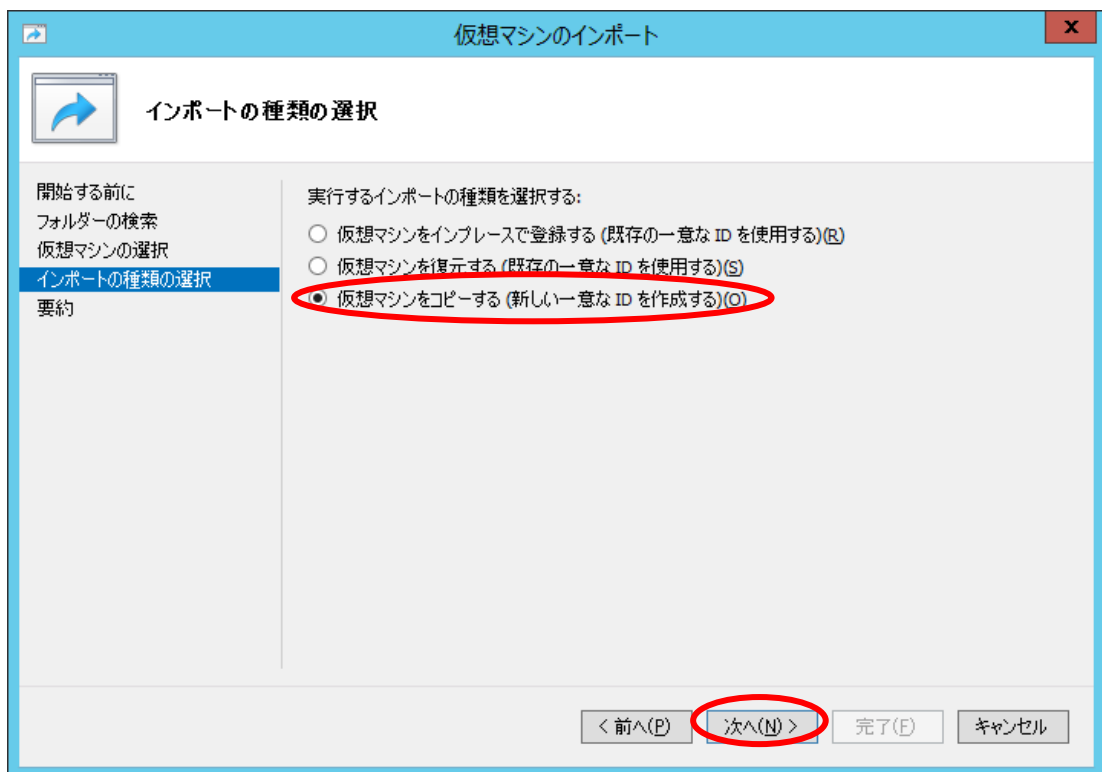 仮想マシンのインポート
x
インポートの種類の選択
開始する前に
フォルダーの検索
仮想マシンの選択
インポートの種類の選択
要約
実行するインポートの種類を選択する:
仮想マシンをインプレースで登録する (既存の一意な ID を使用する)(R)
仮想マシンを復元する (既存の一意な ID を使用する)(S)
仮想マシンをコピーする (新しい一意な ID を作成する)(O)
< 前へ(P)
次へ(N) >
完了(F)
キャンセル